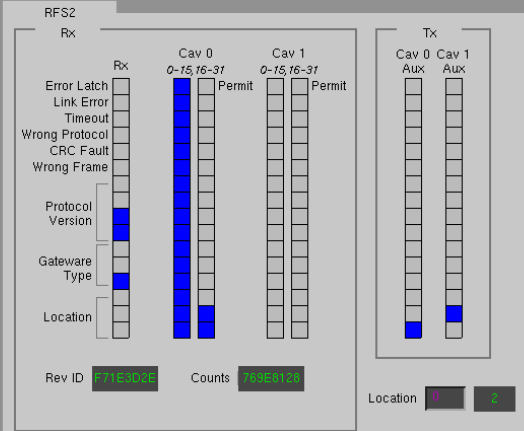 RFS2
Rx
Tx
Rx
Cav 0
Cav 1
0-15,16-31
0-15,16-31
Cav 0 Cav 1
Aux Aux
Error Latch
Permit
Permit
Link Error
Timeout
Wrong Protocol
CRC Fault
Wrong Frame
Protocol
Version
Gateware
Type
Location
Rev ID F71E3D2E Counts 769E8128
Location 0 2